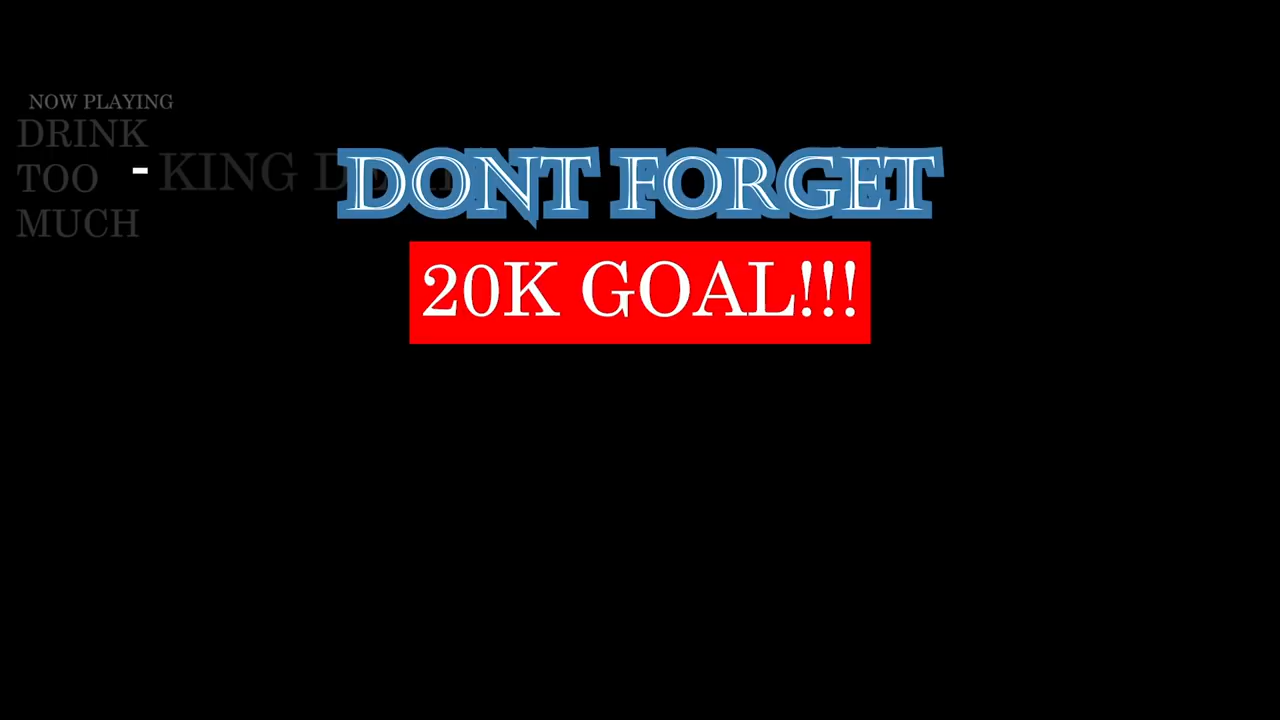 NOW PLAYING
DRINK
TOO
MUCH
- KING
DONT FORGET
20K GOAL!!!